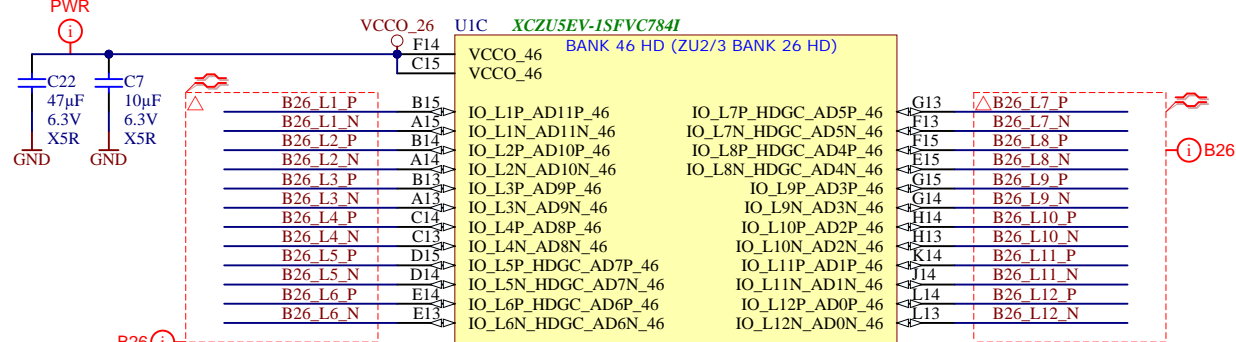 PWR
VCCO_26 U1C XCZU5EV-1SFVC784I
BANK 46 HD (ZU2/3 BANK 26 HD)
F14 VCCO_46
C15 VCCO_46
C22 C7
47µF 10µF
6.3V 6.3V
X5R X5R
GND GND
B26_L1_P B15 IO_L1P_AD11P_46 IO_L7P_HDGC_AD5P_46 G13 B26_L7_P
B26_L1_N A15 IO_L1N_AD11N_46 IO_L7N_HDGC_AD5N_46 F13 B26_L7_N
B26_L2_P B14 IO_L2P_AD10P_46 IO_L8P_HDGC_AD4P_46 F15 B26_L8_P
B26_L2_N A14 IO_L2N_AD10N_46 IO_L8N_HDGC_AD4N_46 E15 B26_L8_N
B26_L3_P B13 IO_L3P_AD9P_46 IO_L9P_AD3P_46 G15 B26_L9_P
B26_L3_N A13 IO_L3N_AD9N_46 IO_L9N_AD3N_46 G14 B26_L9_N
B26_L4_P C14 IO_L4P_AD8P_46 IO_L10P_AD2P_46 H14 B26_L10_P
B26_L4_N C13 IO_L4N_AD8N_46 IO_L10N_AD2N_46 H13 B26_L10_N
B26_L5_P D15 IO_L5P_HDGC_AD7P_46 IO_L11P_AD1P_46 K14 B26_L11_P
B26_L5_N D14 IO_L5N_HDGC_AD7N_46 IO_L11N_AD1N_46 J14 B26_L11_N
B26_L6_P E14 IO_L6P_HDGC_AD6P_46 IO_L12P_AD0P_46 L14 B26_L12_P
B26_L6_N E13 IO_L6N_HDGC_AD6N_46 IO_L12N_AD0N_46 L13 B26_L12_N
i B26
B26 i